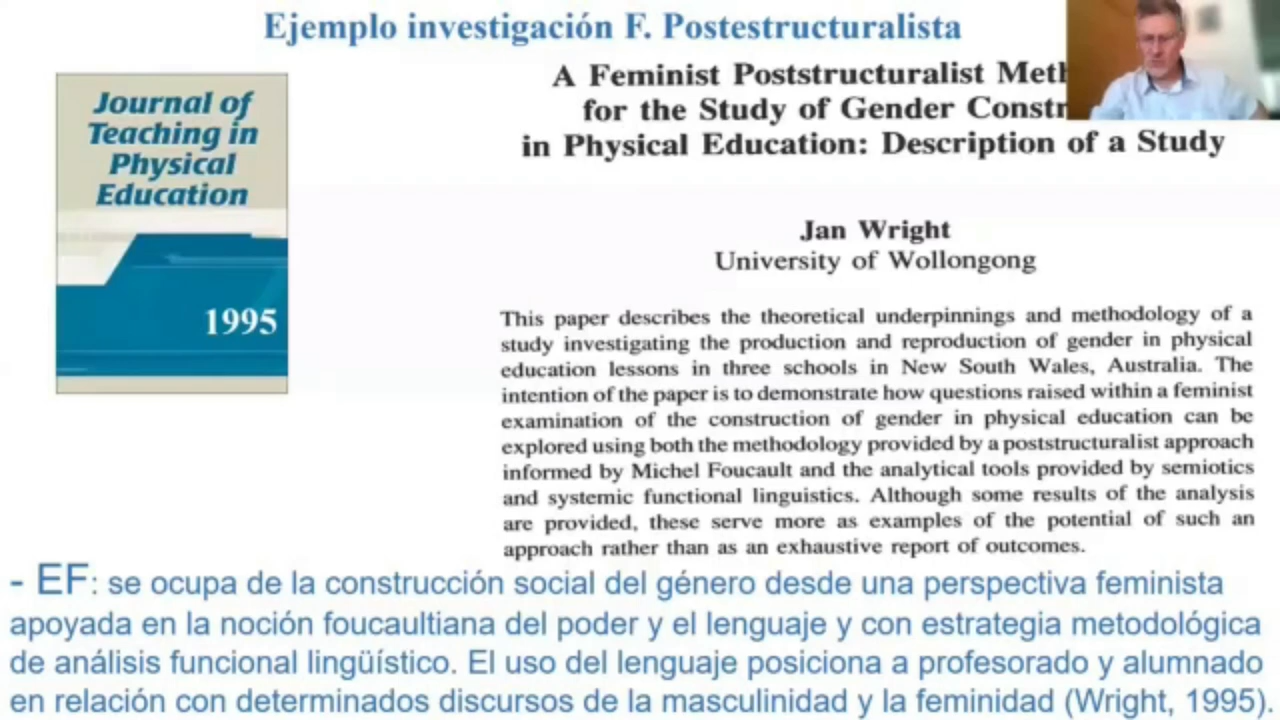 Ejemplo investigación F. Postestructuralista
Journal of
Teaching in
Physical
Education
1995
A Feminist Poststructuralist
for the Study of Gender
in Physical Education: Description of a Study
Jan Wright
University of Wollongong
This paper describes the theoretical underpinnings and methodology of a
study investigating the production and reproduction of gender in physical
education lessons in three schools in New South Wales, Australia. The
intention of the paper is to demonstrate how questions raised within a feminist
examination of the construction of gender in physical education can be
explored using both the methodology provided by a poststructuralist approach
informed by Michel Foucault and the analytical tools provided by semiotics
and systemic functional linguistics. Although some results of the analysis
are provided, these serve more as examples of the potential of such an
approach rather than as an exhaustive report of outcomes.
- EF: se ocupa de la construcción social del género desde una perspectiva feminista
apoyada en la noción foucaultiana del poder y el lenguaje y con estrategia metodológica
de análisis funcional lingüístico. El uso del lenguaje posiciona a profesorado y alumnado
en relación con determinados discursos de la masculinidad y la feminidad (Wright, 1995).